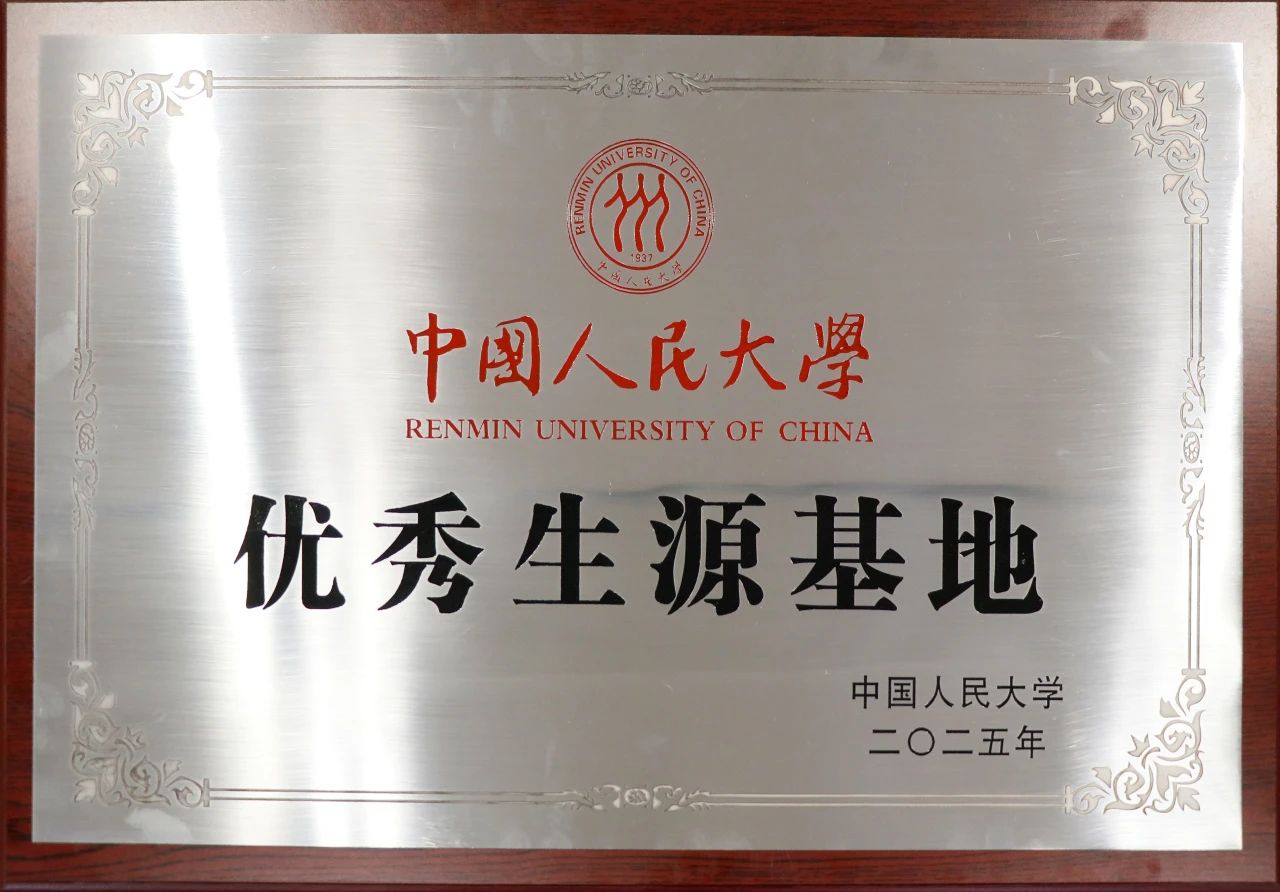 RENMIN UNIVERSITY OF CHINA
1937
中国人民大学
中國人民大學
RENMIN UNIVERSITY OF CHINA
优秀生源基地
中国人民大学
二〇二五年